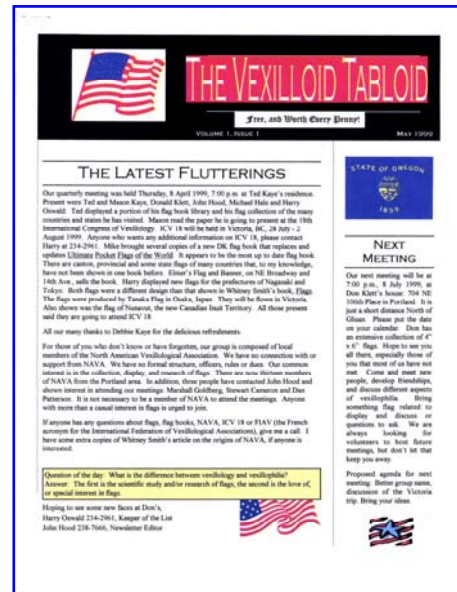 THE VEXILLOID TABLOID
Free, and Worth Every Penny!
VOLUME 1, ISSUE 1 MAY 1999
THE LATEST FLUTTERINGS
Our quarterly meeting was held Thursday, 8 April 1999, 7:00 p.m. at Ted Kaye's residence.
Present were Ted and Mason Kaye, Donald Klett, John Hood, Michael Hale and Harry
Oswald. Ted displayed a portion of his flag book library and his flag collection of the many
countries and states he has visited. Mason read the paper he is going to present at the 18th
International Congress of Vexillology. ICV 18 will be held in Victoria, BC, 28 July - 2
August 1999. Anyone who wants any additional information on ICV 18, please contact
Harry at 234-2961. Mike brought several copies of a new DK flag book that replaces and
updates Ultimate Pocket Flags of the World. It appears to be the most up to date flag book.
There are canton, provincial and some state flags of many countries that, to my knowledge,
have not been shown in one book before. Elmer's Flag and Banner, on NE Broadway and
14th Ave., sells the book. Harry displayed new flags for the prefectures of Nagasaki and
Tokyo. Both flags were a different design than that shown in Whitney Smith's book, Flags.
The flags were produced by Tanaka Flag in Osaka, Japan. They will be flown in Victoria.
Also shown was the flag of Nunavut, the new Canadian Inuit Territory. All those present
said they are going to attend ICV 18.
All our many thanks to Debbie Kaye for the delicious refreshments.
For those of you who don't know or have forgotten, our group is composed of local
members of the North American Vexillological Association. We have no connection with or
support from NAVA. We have no formal structure, officers, rules or dues. Our common
interest is in the collection, display, and research of flags. There are now thirteen members
of NAVA from the Portland area. In addition, three people have contacted John Hood and
shown interest in attending our meetings: Marshall Goldberg, Stewart Cameron and Dan
Patterson. It is not necessary to be a member of NAVA to attend the meetings. Anyone
with more than a casual interest in flags is urged to join.
If anyone has any questions about flags, flag books, NAVA, ICV 18 or FIAV (the French
acronym for the International Federation of Vexillological Associations), give me a call. I
have some extra copies of Whitney Smith's article on the origins of NAVA, if anyone is
interested.
Question of the day: What is the difference between vexillology and vexillophilia?
Answer: The first is the scientific study and/or research of flags, the second is the love of,
or special interest in flags.
Hoping to see some new faces at Don's,
Harry Oswald 234-2961, Keeper of the List
John Hood 238-7666, Newsletter Editor
STATE OF OREGON
1859
NEXT
MEETING
Our next meeting will be at
7:00 p.m., 8 July 1999, at
Don Klett's house: 704 NE
106th Place in Portland. It is
just a short distance North of
Glisan. Please put the date
on your calendar. Don has
an extensive collection of 4"
x 6" flags. Hope to see you
all there, especially those of
you that most of us have not
met. Come and meet new
people, develop friendships,
and discuss different aspects
of vexillophilia. Bring
something flag related to
display and discuss or
questions to ask. We are
always looking for
volunteers to host future
meetings, but don't let that
keep you away.
Proposed agenda for next
meeting: Better group name,
discussion of the Victoria
trip. Bring your ideas.